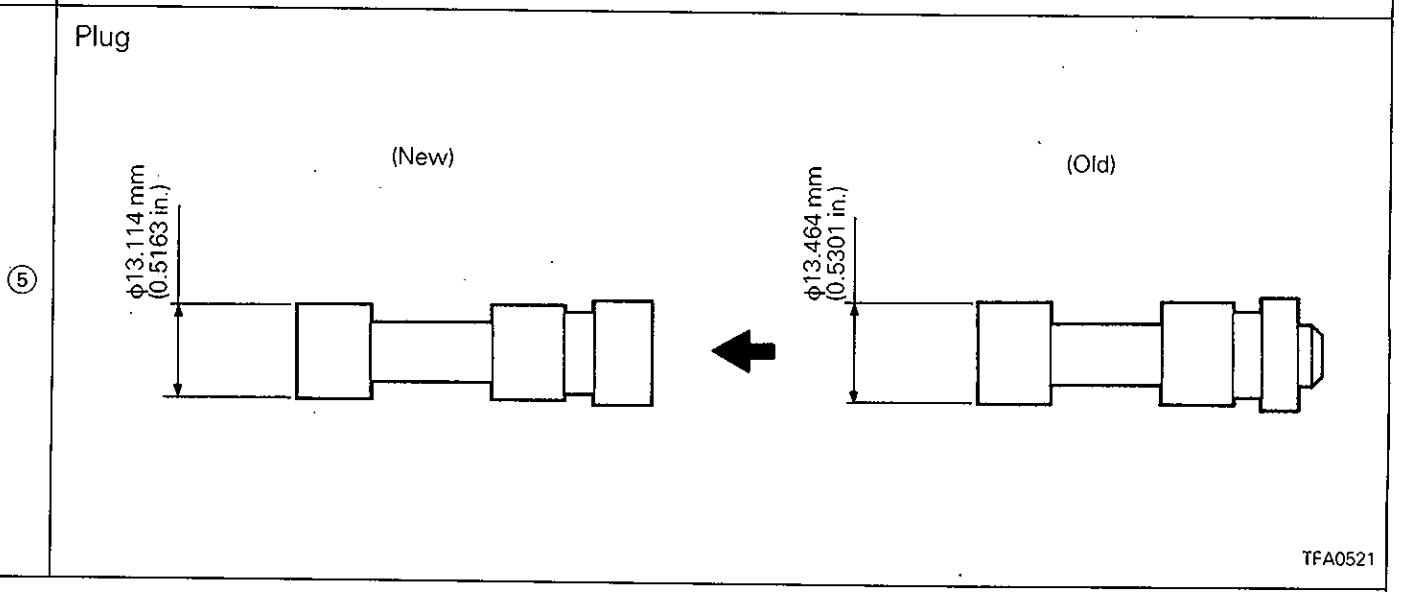 Plug
(New)
(Old)
ϕ13.114 mm
(0.5163 in.)
ϕ13.464 mm
(0.5301 in.)
⑤
TFA0521